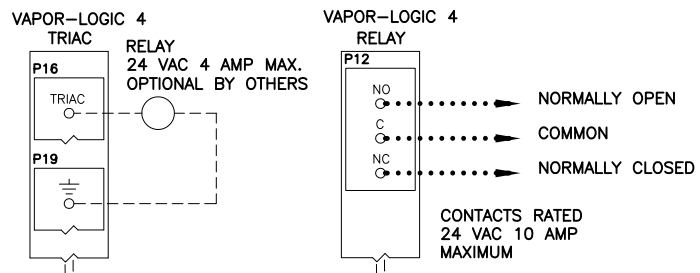 VAPOR-LOGIC 4
TRIAC
RELAY
24 VAC 4 AMP MAX.
OPTIONAL BY OTHERS
P16
TRIAC
P19
VAPOR-LOGIC 4
RELAY
P12
NO
NORMALLY OPEN
C
COMMON
NC
NORMALLY CLOSED
CONTACTS RATED
24 VAC 10 AMP
MAXIMUM